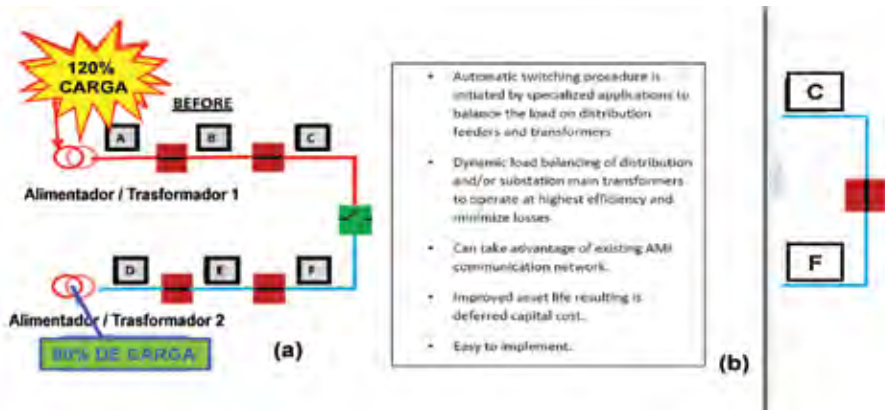 120%
CARGA
BEFORE
A
B
C
Alimentador / Trasformador 1
D
E
F
Alimentador / Trasformador 2
80% DE CARGA
(a)
• Automatic switching procedure is
initiated by specialized applications to
balance the load on distribution
feeders and transformers
• Dynamic load balancing of distribution
and/or substation main transformers
to operate at highest efficiency and
minimize losses
• Can take advantage of existing AMI
communication network.
• Improved asset life resulting is
deferred capital cost.
• Easy to implement.
(b)
C
F